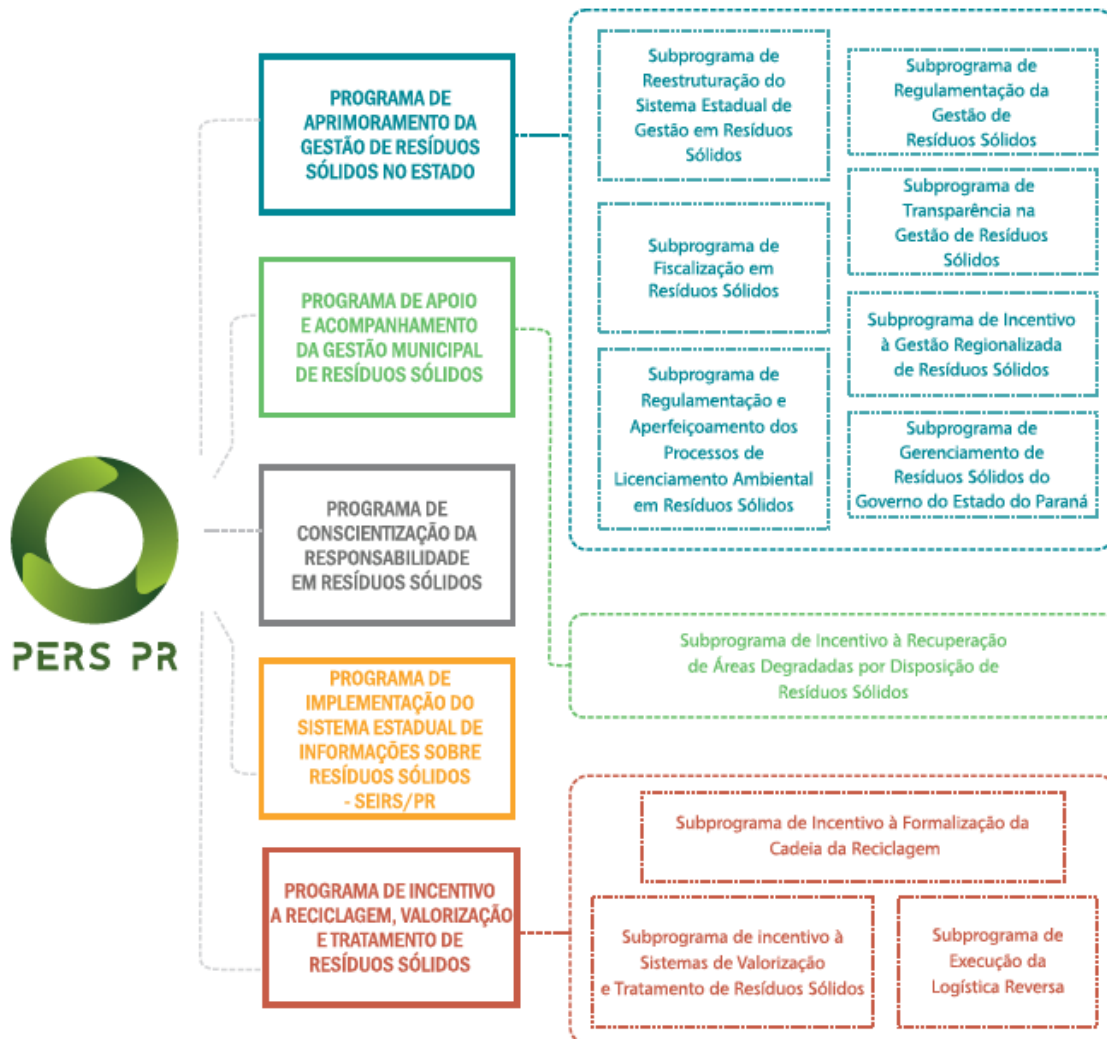 PERS PR
PROGRAMA DE
APRIMORAMENTO DA
GESTÃO DE RESÍDUOS
SÓLIDOS NO ESTADO
Subprograma de
Reestruturação do
Sistema Estadual de
Gestão em Resíduos
Sólidos
Subprograma de
Regulamentação da
Gestão de
Resíduos Sólidos
Subprograma de
Fiscalização em
Resíduos Sólidos
Subprograma de
Transparência na
Gestão de Resíduos
Sólidos
Subprograma de
Regulamentação e
Aperfeiçoamento dos
Processos de
Licenciamento Ambiental
em Resíduos Sólidos
Subprograma de Incentivo
à Gestão Regionalizada
de Resíduos Sólidos
Subprograma de
Gerenciamento de
Resíduos Sólidos do
Governo do Estado do Paraná
PROGRAMA DE APOIO
E ACOMPANHAMENTO
DA GESTÃO MUNICIPAL
DE RESÍDUOS SÓLIDOS
Subprograma de Incentivo à Recuperação
de Áreas Degradadas por Disposição de
Resíduos Sólidos
PROGRAMA DE
CONSCIENTIZAÇÃO DA
RESPONSABILIDADE
EM RESÍDUOS SÓLIDOS
PROGRAMA DE
IMPLEMENTAÇÃO DO
SISTEMA ESTADUAL DE
INFORMAÇÕES SOBRE
RESÍDUOS SÓLIDOS
- SEIRS/PR
PROGRAMA DE INCENTIVO
A RECICLAGEM, VALORIZAÇÃO
E TRATAMENTO DE
RESÍDUOS SÓLIDOS
Subprograma de Incentivo à Formalização da
Cadeia da Reciclagem
Subprograma de incentivo à
Sistemas de Valorização
e Tratamento de Resíduos Sólidos
Subprograma de
Execução da
Logística Reversa